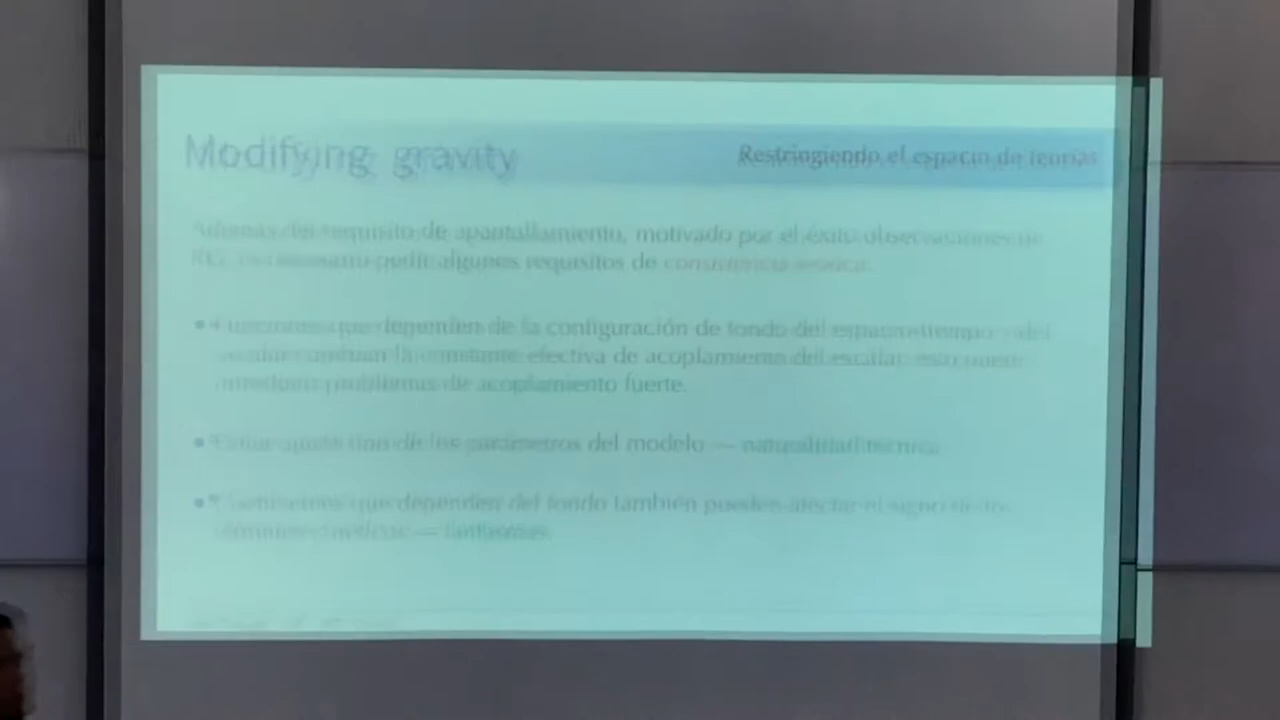 Modifying gravity
Restringiendo el espacio de teorías
Además del requisito de apantallamiento, motivado por el éxito observaciones de
RG, es necesario pedir algunos requisitos de consistencia teórica.
que dependen de la configuración de fondo del espacio-tiempo y del
escalar cambian la constante efectiva de acoplamiento del escalar: esto puede
introducir problemas de acoplamiento fuerte.
• Evitar ajuste fino de los parámetros del modelo — naturalidad técnica
• que dependen del fondo también pueden afectar el signo de los
términos cinéticos — fantasmas